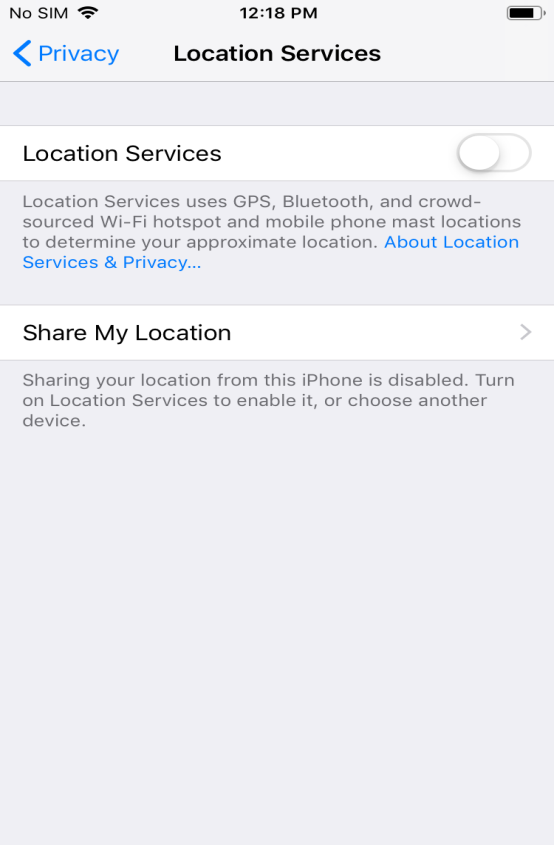 No SIM 12:18 PM
Privacy Location Services
Location Services
Location Services uses GPS, Bluetooth, and crowd-
sourced Wi-Fi hotspot and mobile phone mast locations
to determine your approximate location. About Location
Services & Privacy...
Share My Location
Sharing your location from this iPhone is disabled. Turn
on Location Services to enable it, or choose another
device.